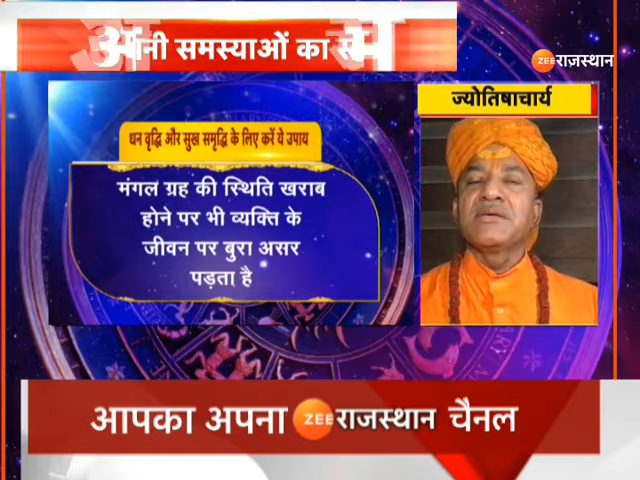 नी समस्याओं का स
ZEE राजस्थान
ज्योतिषाचार्य
धन वृद्धि और सुख समृद्धि के लिए करें ये उपाय
मंगल ग्रह की स्थिति खराब
होने पर भी व्यक्ति के
जीवन पर बुरा असर
पड़ता है
आपका अपना ZEE राजस्थान चैनल